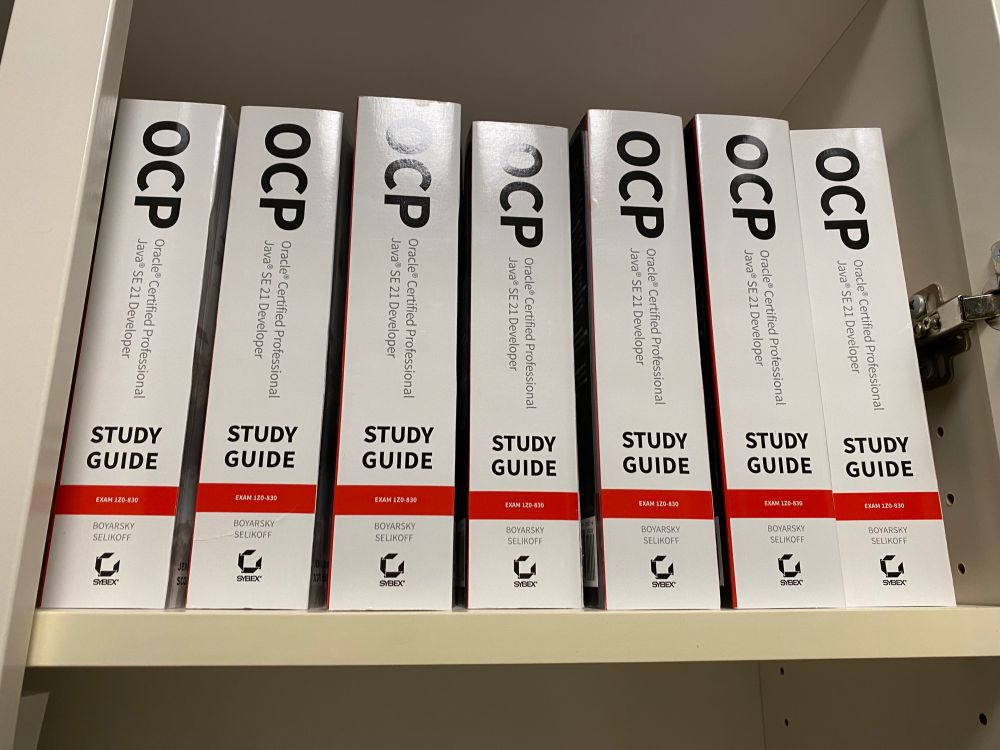 OCP
Oracle® Certified Professional
Java® SE 21 Developer
STUDY
GUIDE
EXAM 1Z0-830
BOYARSKY
SELIKOFF
SYBEX®
OCP
Oracle® Certified Professional
Java® SE 21 Developer
STUDY
GUIDE
EXAM 1Z0-830
BOYARSKY
SELIKOFF
SYBEX®
OCP
Oracle® Certified Professional
Java® SE 21 Developer
STUDY
GUIDE
EXAM 1Z0-830
BOYARSKY
SELIKOFF
SYBEX®
OCP
Oracle® Certified Professional
Java® SE 21 Developer
STUDY
GUIDE
EXAM 1Z0-830
BOYARSKY
SELIKOFF
SYBEX®
OCP
Oracle® Certified Professional
Java® SE 21 Developer
STUDY
GUIDE
EXAM 1Z0-830
BOYARSKY
SELIKOFF
SYBEX®
OCP
Oracle® Certified Professional
Java® SE 21 Developer
STUDY
GUIDE
EXAM 1Z0-830
BOYARSKY
SELIKOFF
SYBEX®
OCP
Oracle® Certified Professional
Java® SE 21 Developer
STUDY
GUIDE
EXAM 1Z0-830
BOYARSKY
SELIKOFF
SYBEX®